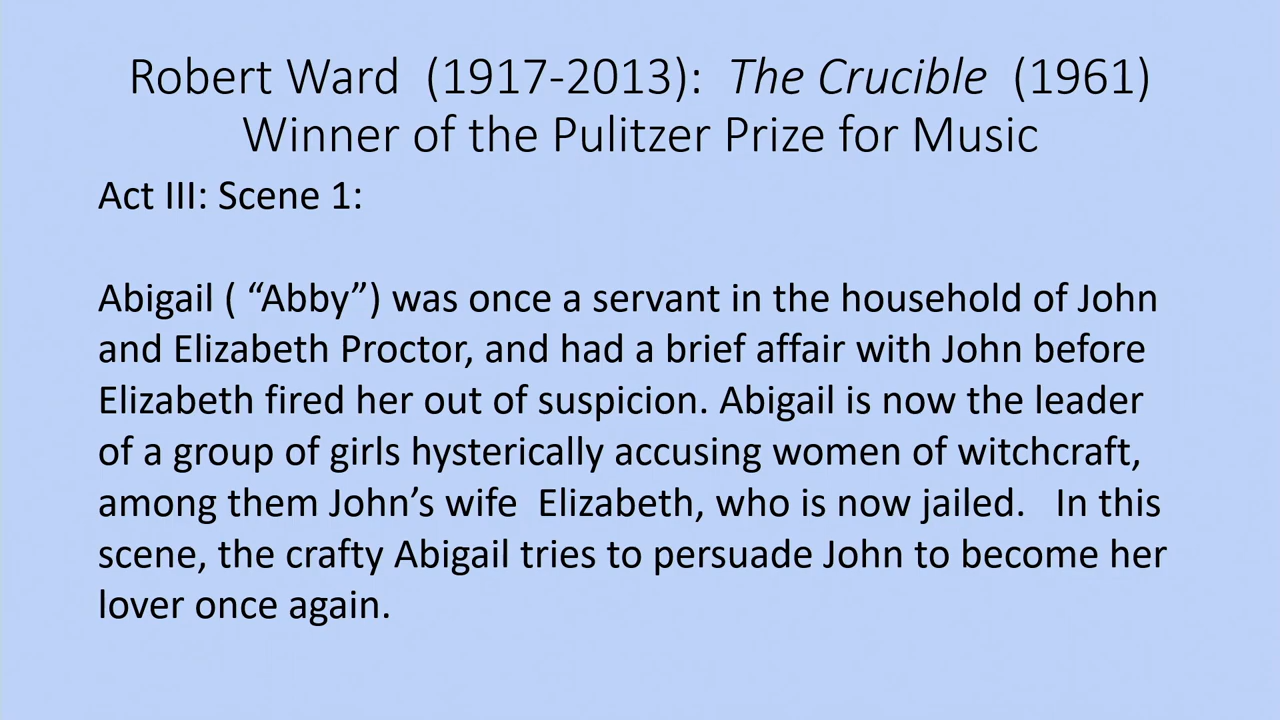 Robert Ward  (1917-2013):  The Crucible  (1961)
Winner of the Pulitzer Prize for Music
Act III: Scene 1:
Abigail ( “Abby”) was once a servant in the household of John
and Elizabeth Proctor, and had a brief affair with John before
Elizabeth fired her out of suspicion. Abigail is now the leader
of a group of girls hysterically accusing women of witchcraft,
among them John’s wife  Elizabeth, who is now jailed.   In this
scene, the crafty Abigail tries to persuade John to become her
lover once again.